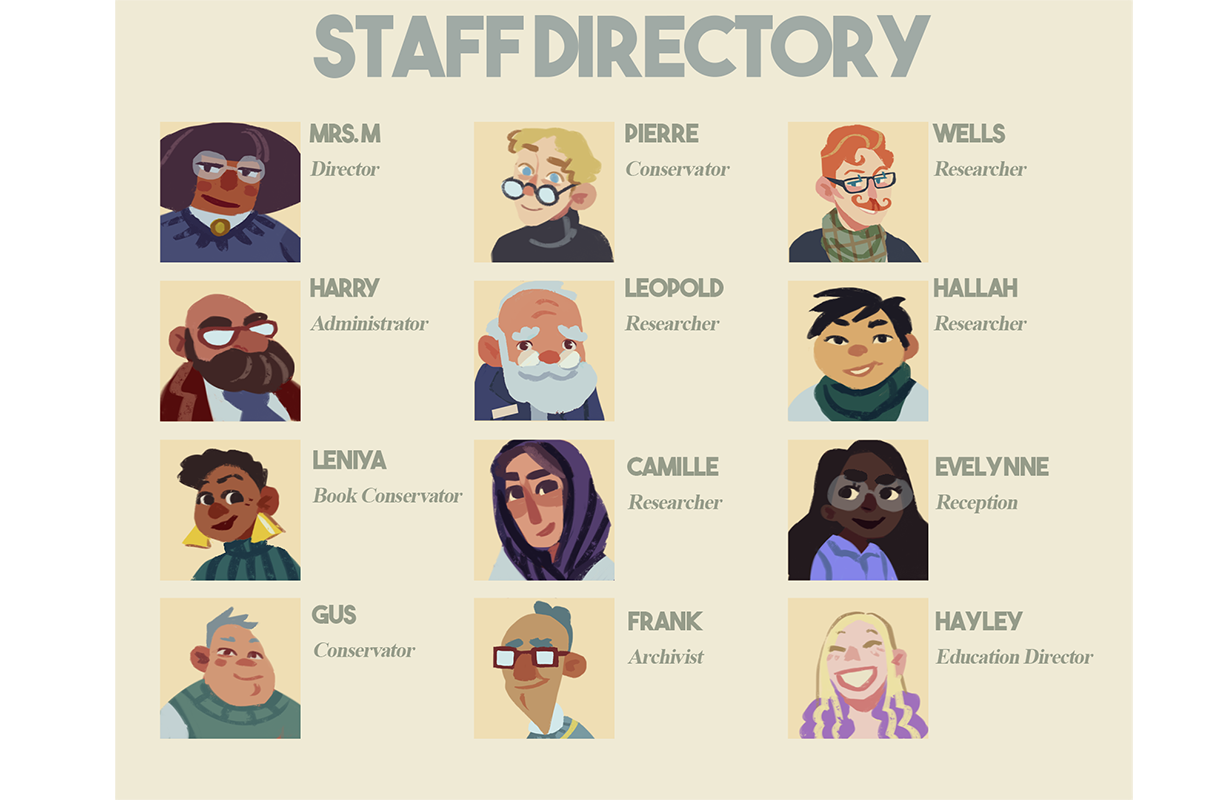 STAFF DIRECTORY
MRS. M
Director
PIERRE
Conservator
WELLS
Researcher
HARRY
Administrator
LEOPOLD
Researcher
HALLAH
Researcher
LENIYA
Book Conservator
CAMILLE
Researcher
EVELYNNE
Reception
GUS
Conservator
FRANK
Archivist
HAYLEY
Education Director